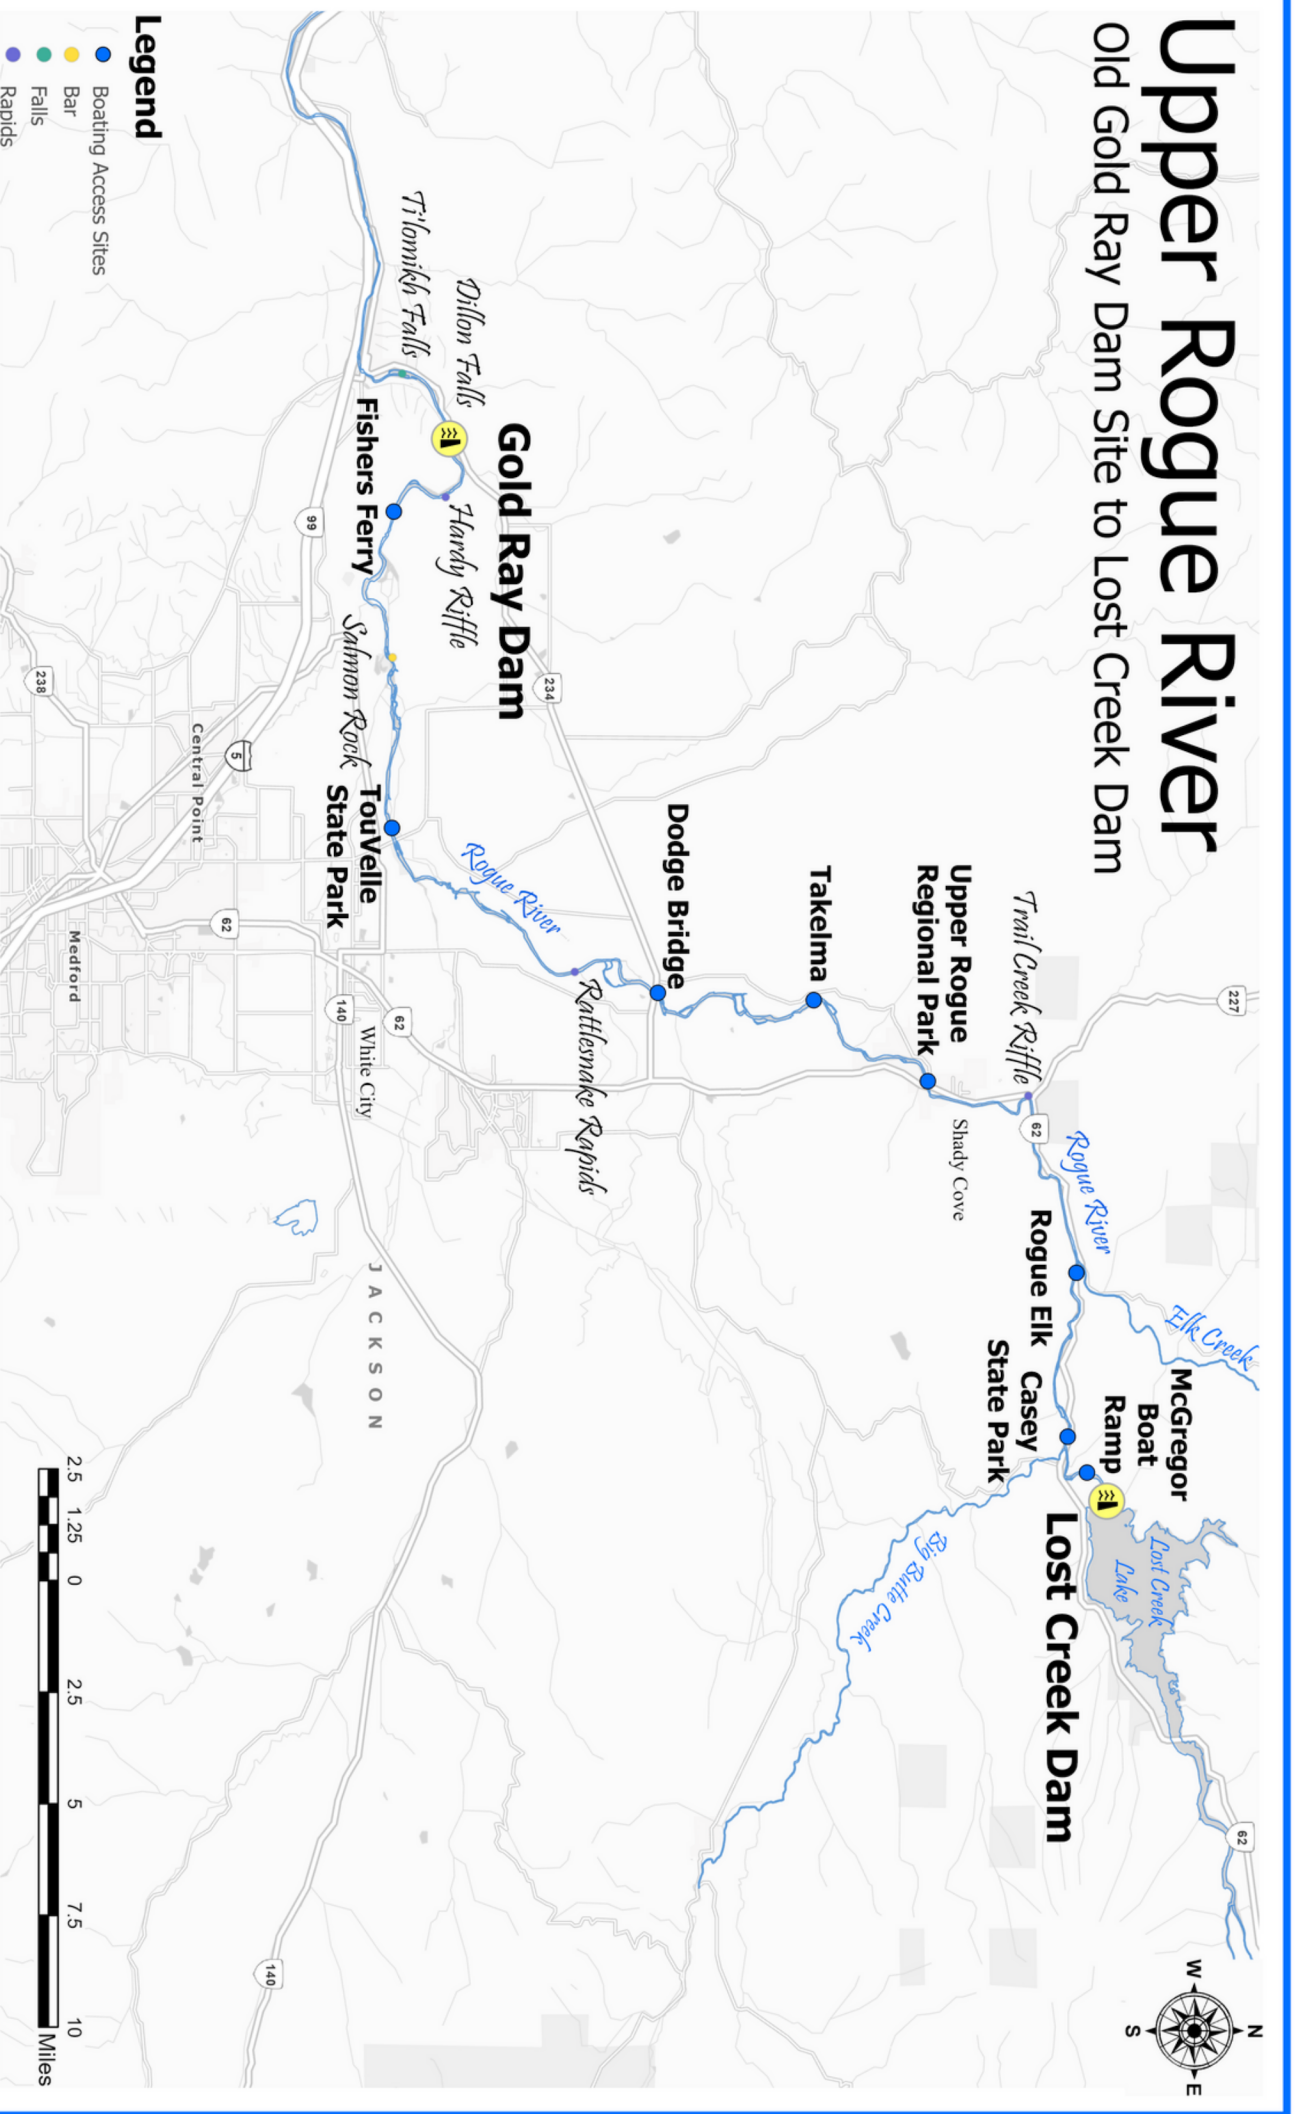 Upper Rogue River
Old Gold Ray Dam Site to Lost Creek Dam
227
62
N
W
E
S
Elk Creek
McGregor
Boat
Ramp
Lost Creek
Lake
Rogue River
Trail Creek Riffle
62
Rogue Elk
Casey
State Park
Lost Creek Dam
Upper Rogue
Regional Park
Shady Cove
Big Butte Creek
Takelma
Dodge Bridge
234
Gold Ray Dam
Dillon Falls
Ti'lomikh Falls
Hardy Riffle
Rogue River
Rattlesnake Rapids
Fishers Ferry
Salmon Rock
TouVelle
State Park
99
62
140
White City
JACKSON
5
Central Point
62
Medford
238
140
Legend
Boating Access Sites
Bar
Falls
Rapids
2.5 1.25 0 2.5 5 7.5 10
Miles